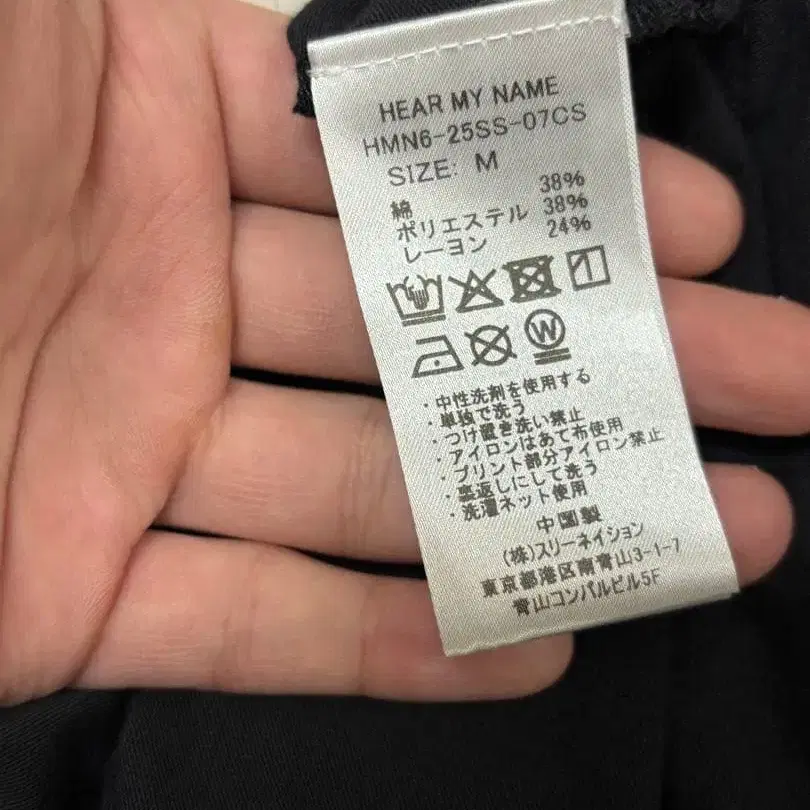 HEAR MY NAME
HMN6-25SS-07CS
SIZE: M
綿 38%
ポリエステル 38%
レーヨン 24%
W
・中性洗剤を使用する
・単独で洗う
・つけ置き洗い禁止
・アイロンはあて布使用
・プリント部分アイロン禁止
・裏返しにして洗う
・洗濯ネット使用
中国製
(株)スリーネイション
東京都港区南青山3-1-7
青山コンパルビル5F